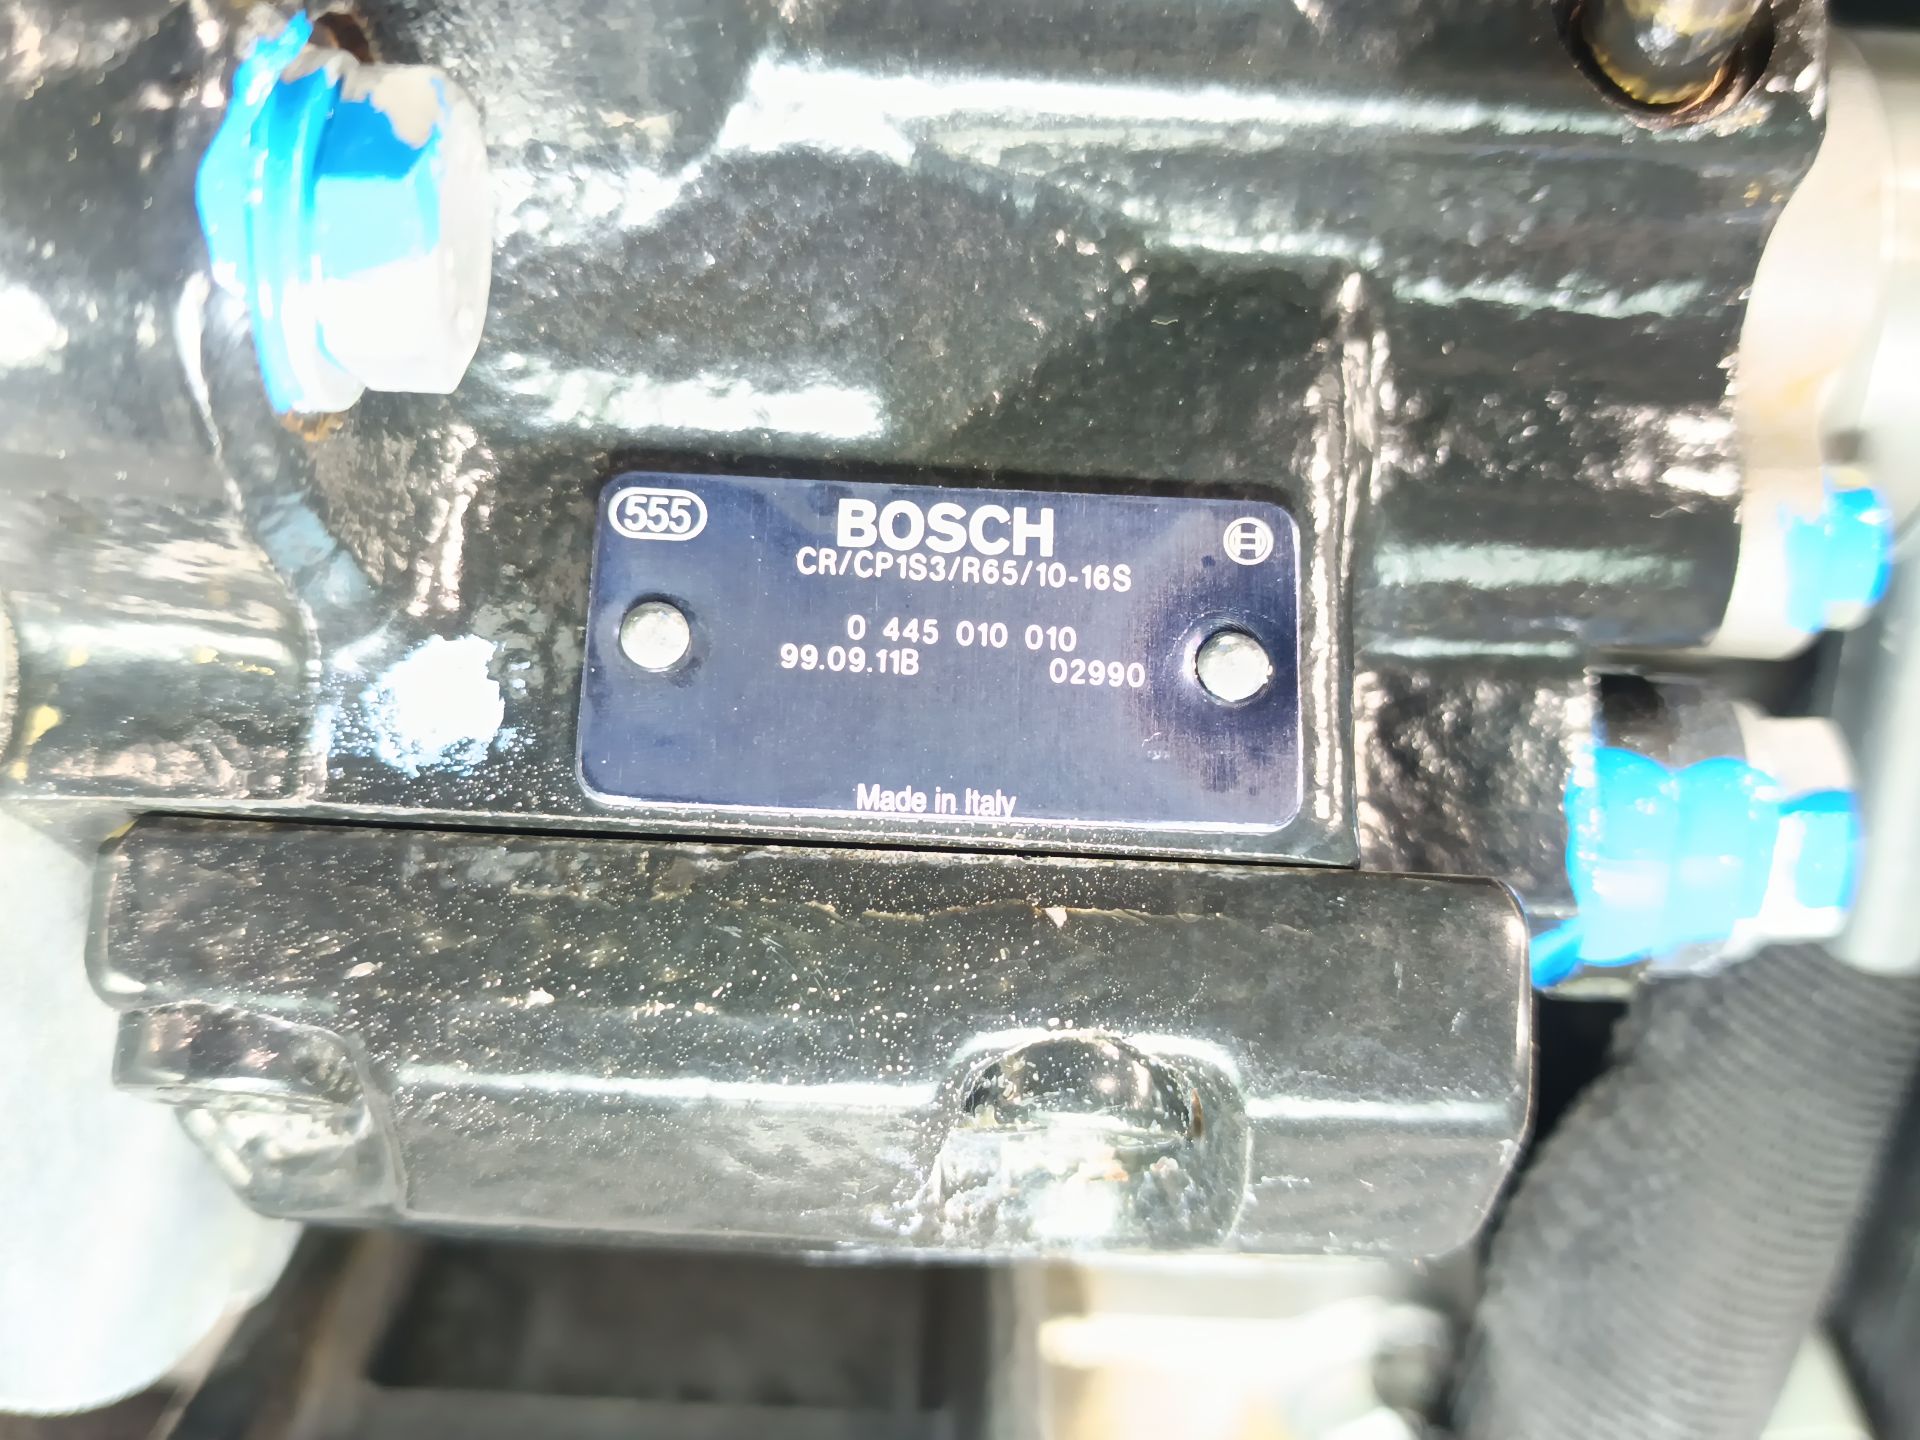 555 BOSCH
CR/CP1S3/R65/10-16S
0 445 010 010
99.09.11B 02990
Made in Italy